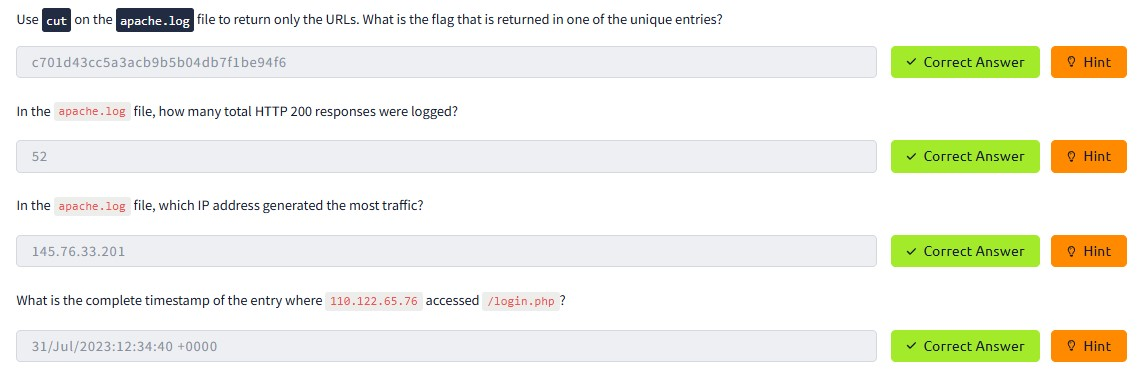 Use cut on the apache.log file to return only the URLs. What is the flag that is returned in one of the unique entries?
c701d43cc5a3acb9b5b04db7f1be94f6 Correct Answer Hint
In the apache.log file, how many total HTTP 200 responses were logged?
52 Correct Answer Hint
In the apache.log file, which IP address generated the most traffic?
145.76.33.201 Correct Answer Hint
What is the complete timestamp of the entry where 110.122.65.76 accessed /login.php ?
31/Jul/2023:12:34:40 +0000 Correct Answer Hint